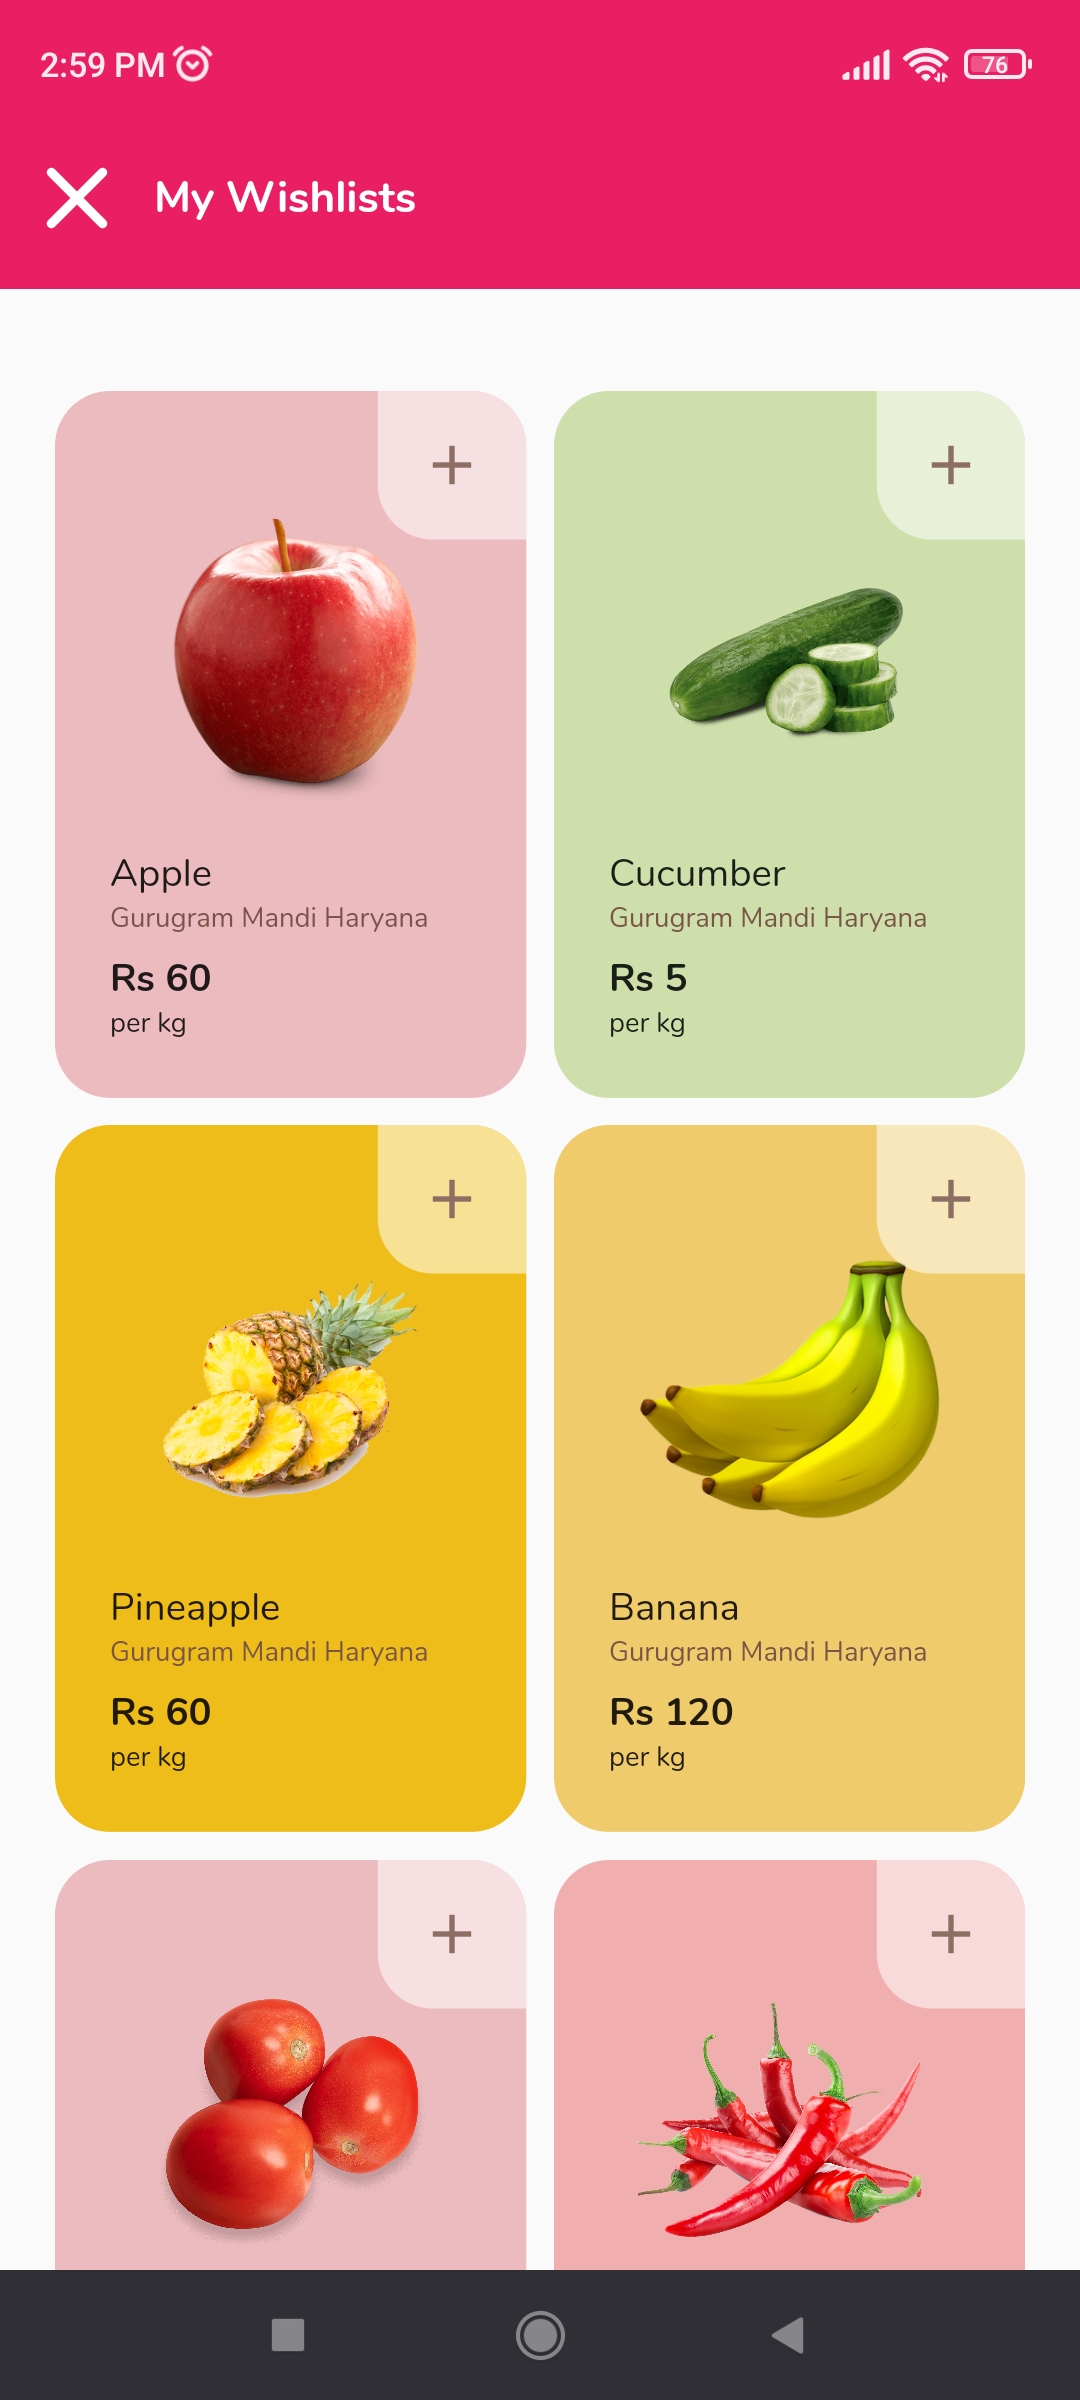 2:59 PM
76
My Wishlists
Apple
Gurugram Mandi Haryana
Rs 60
per kg
Cucumber
Gurugram Mandi Haryana
Rs 5
per kg
Pineapple
Gurugram Mandi Haryana
Rs 60
per kg
Banana
Gurugram Mandi Haryana
Rs 120
per kg